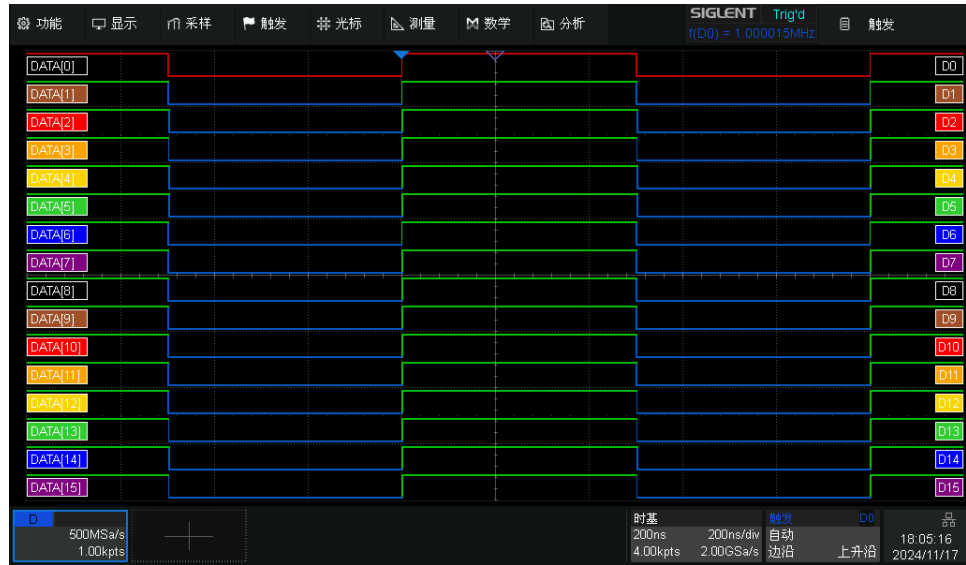 功能 显示 采样 触发 光标 测量 数学 分析 SIGLENT Trig'd 触发
f(D0) = 1.000015MHz
DATA[0] D0
DATA[1] D1
DATA[2] D2
DATA[3] D3
DATA[4] D4
DATA[5] D5
DATA[6] D6
DATA[7] D7
DATA[8] D8
DATA[9] D9
DATA[10] D10
DATA[11] D11
DATA[12] D12
DATA[13] D13
DATA[14] D14
DATA[15] D15
D
500MSa/s
1.00kpts
时基
200ns 200ns/div
4.00kpts 2.00GSa/s
触发 D0
自动
边沿 上升沿
18:05:16
2024/11/17